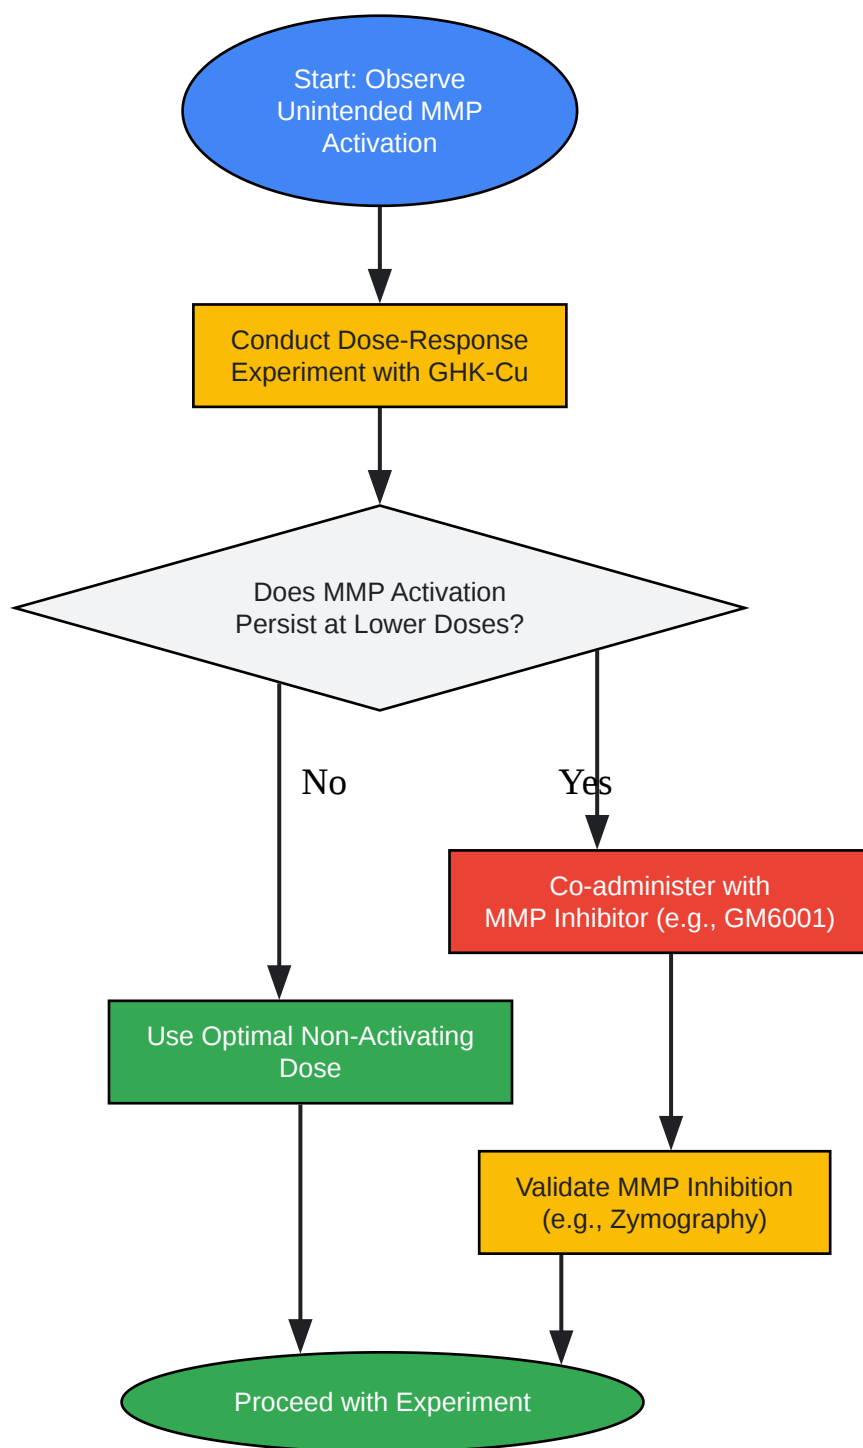 Start: Observe
Unintended MMP
Activation
Conduct Dose-Response
Experiment with GHK-Cu
Does MMP Activation
Persist at Lower Doses?
No
Yes
Co-administer with
MMP Inhibitor (e.g., GM6001)
Use Optimal Non-Activating
Dose
Validate MMP Inhibition
(e.g., Zymography)
Proceed with Experiment